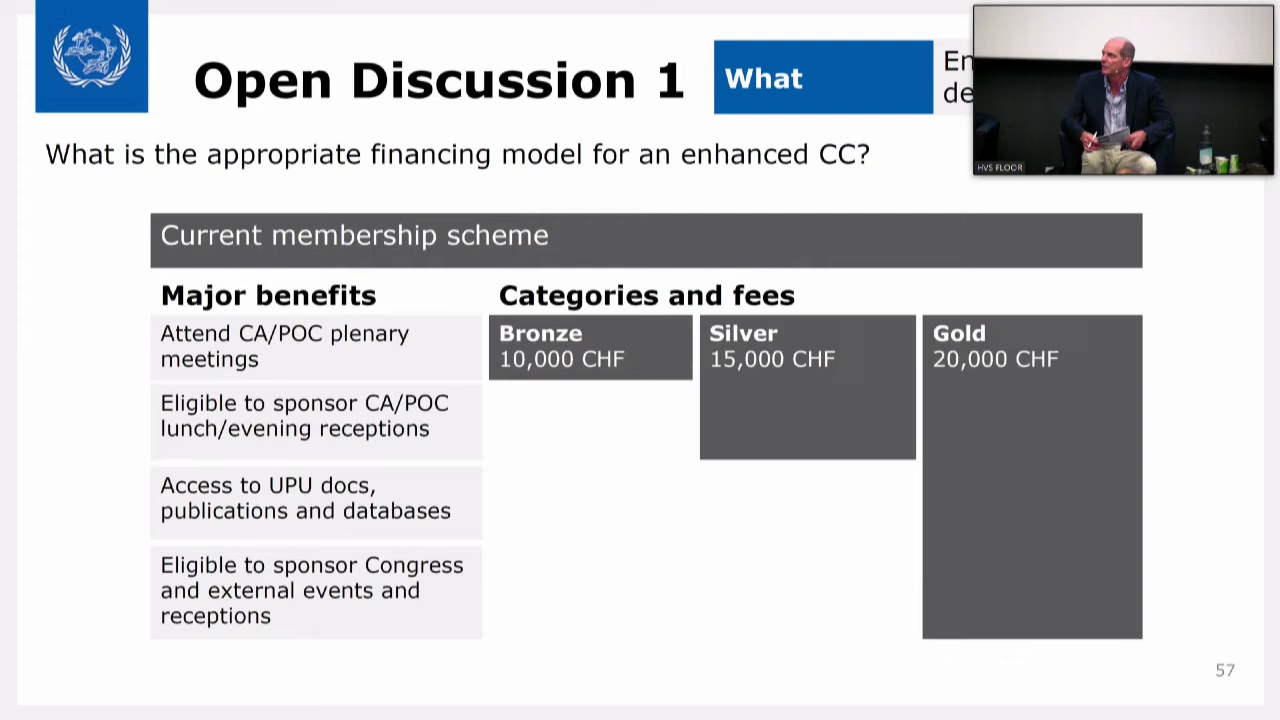 Open Discussion 1
What
En
de
What is the appropriate financing model for an enhanced CC?
HVS FLOOR
Current membership scheme
Major benefits
Categories and fees
Attend CA/POC plenary
meetings
Bronze
10,000 CHF
Silver
15,000 CHF
Gold
20,000 CHF
Eligible to sponsor CA/POC
lunch/evening receptions
Access to UPU docs,
publications and databases
Eligible to sponsor Congress
and external events and
receptions
57